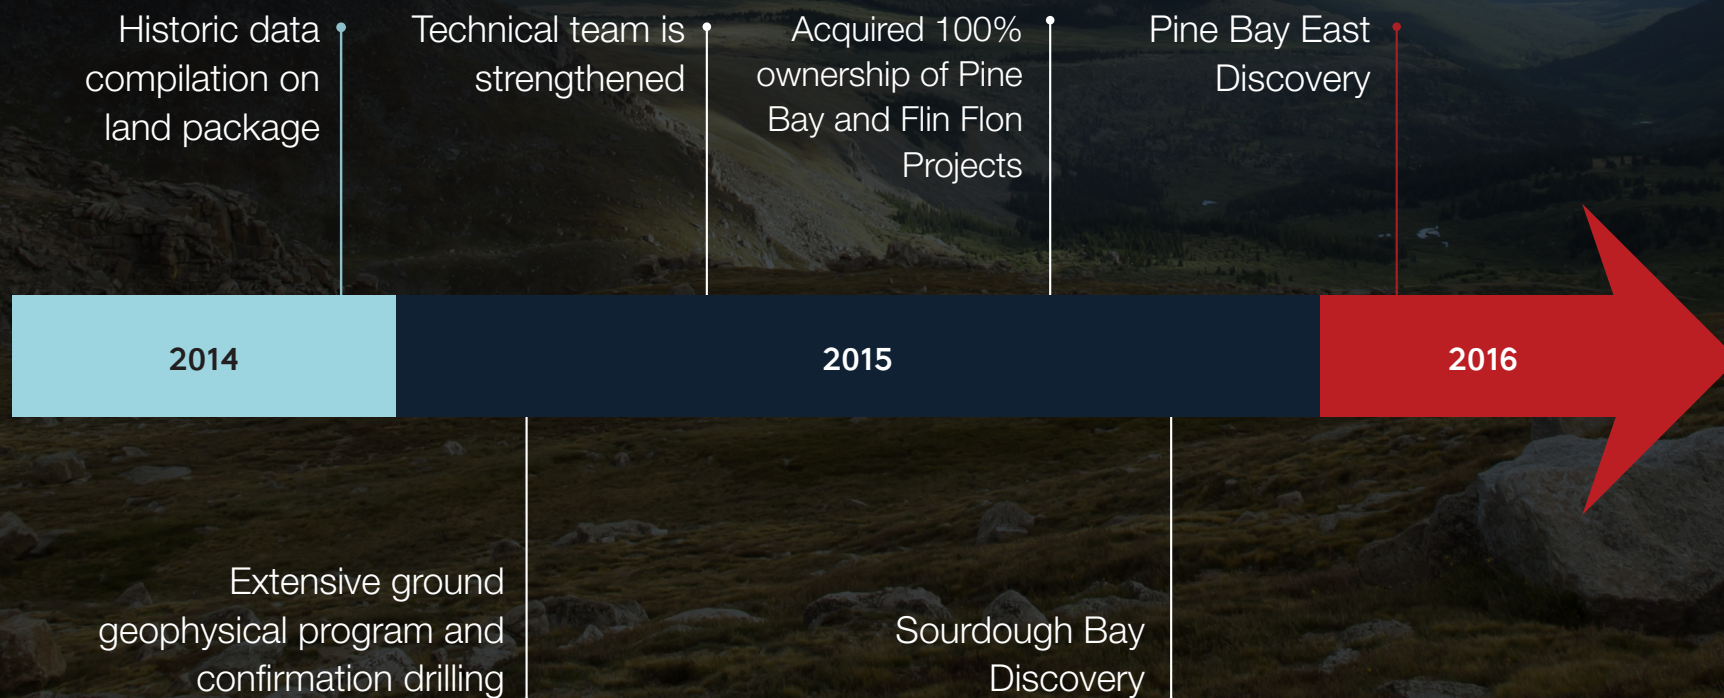 Historic data
compilation on
land package
Technical team is
strengthened
Acquired 100%
ownership of Pine
Bay and Flin Flon
Projects
Pine Bay East
Discovery
2014
2015
2016
Extensive ground
geophysical program and
confirmation drilling
Sourdough Bay
Discovery